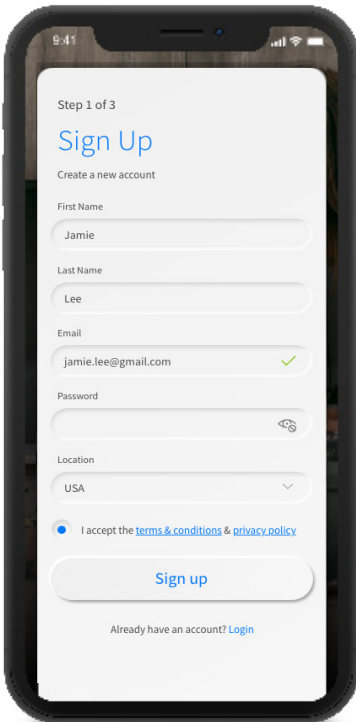 9:41
Step 1 of 3
Sign Up
Create a new account
First Name
Jamie
Last Name
Lee
Email
jamie.lee@gmail.com
Password
Location
USA
I accept the terms & conditions & privacy policy
Sign up
Already have an account? Login